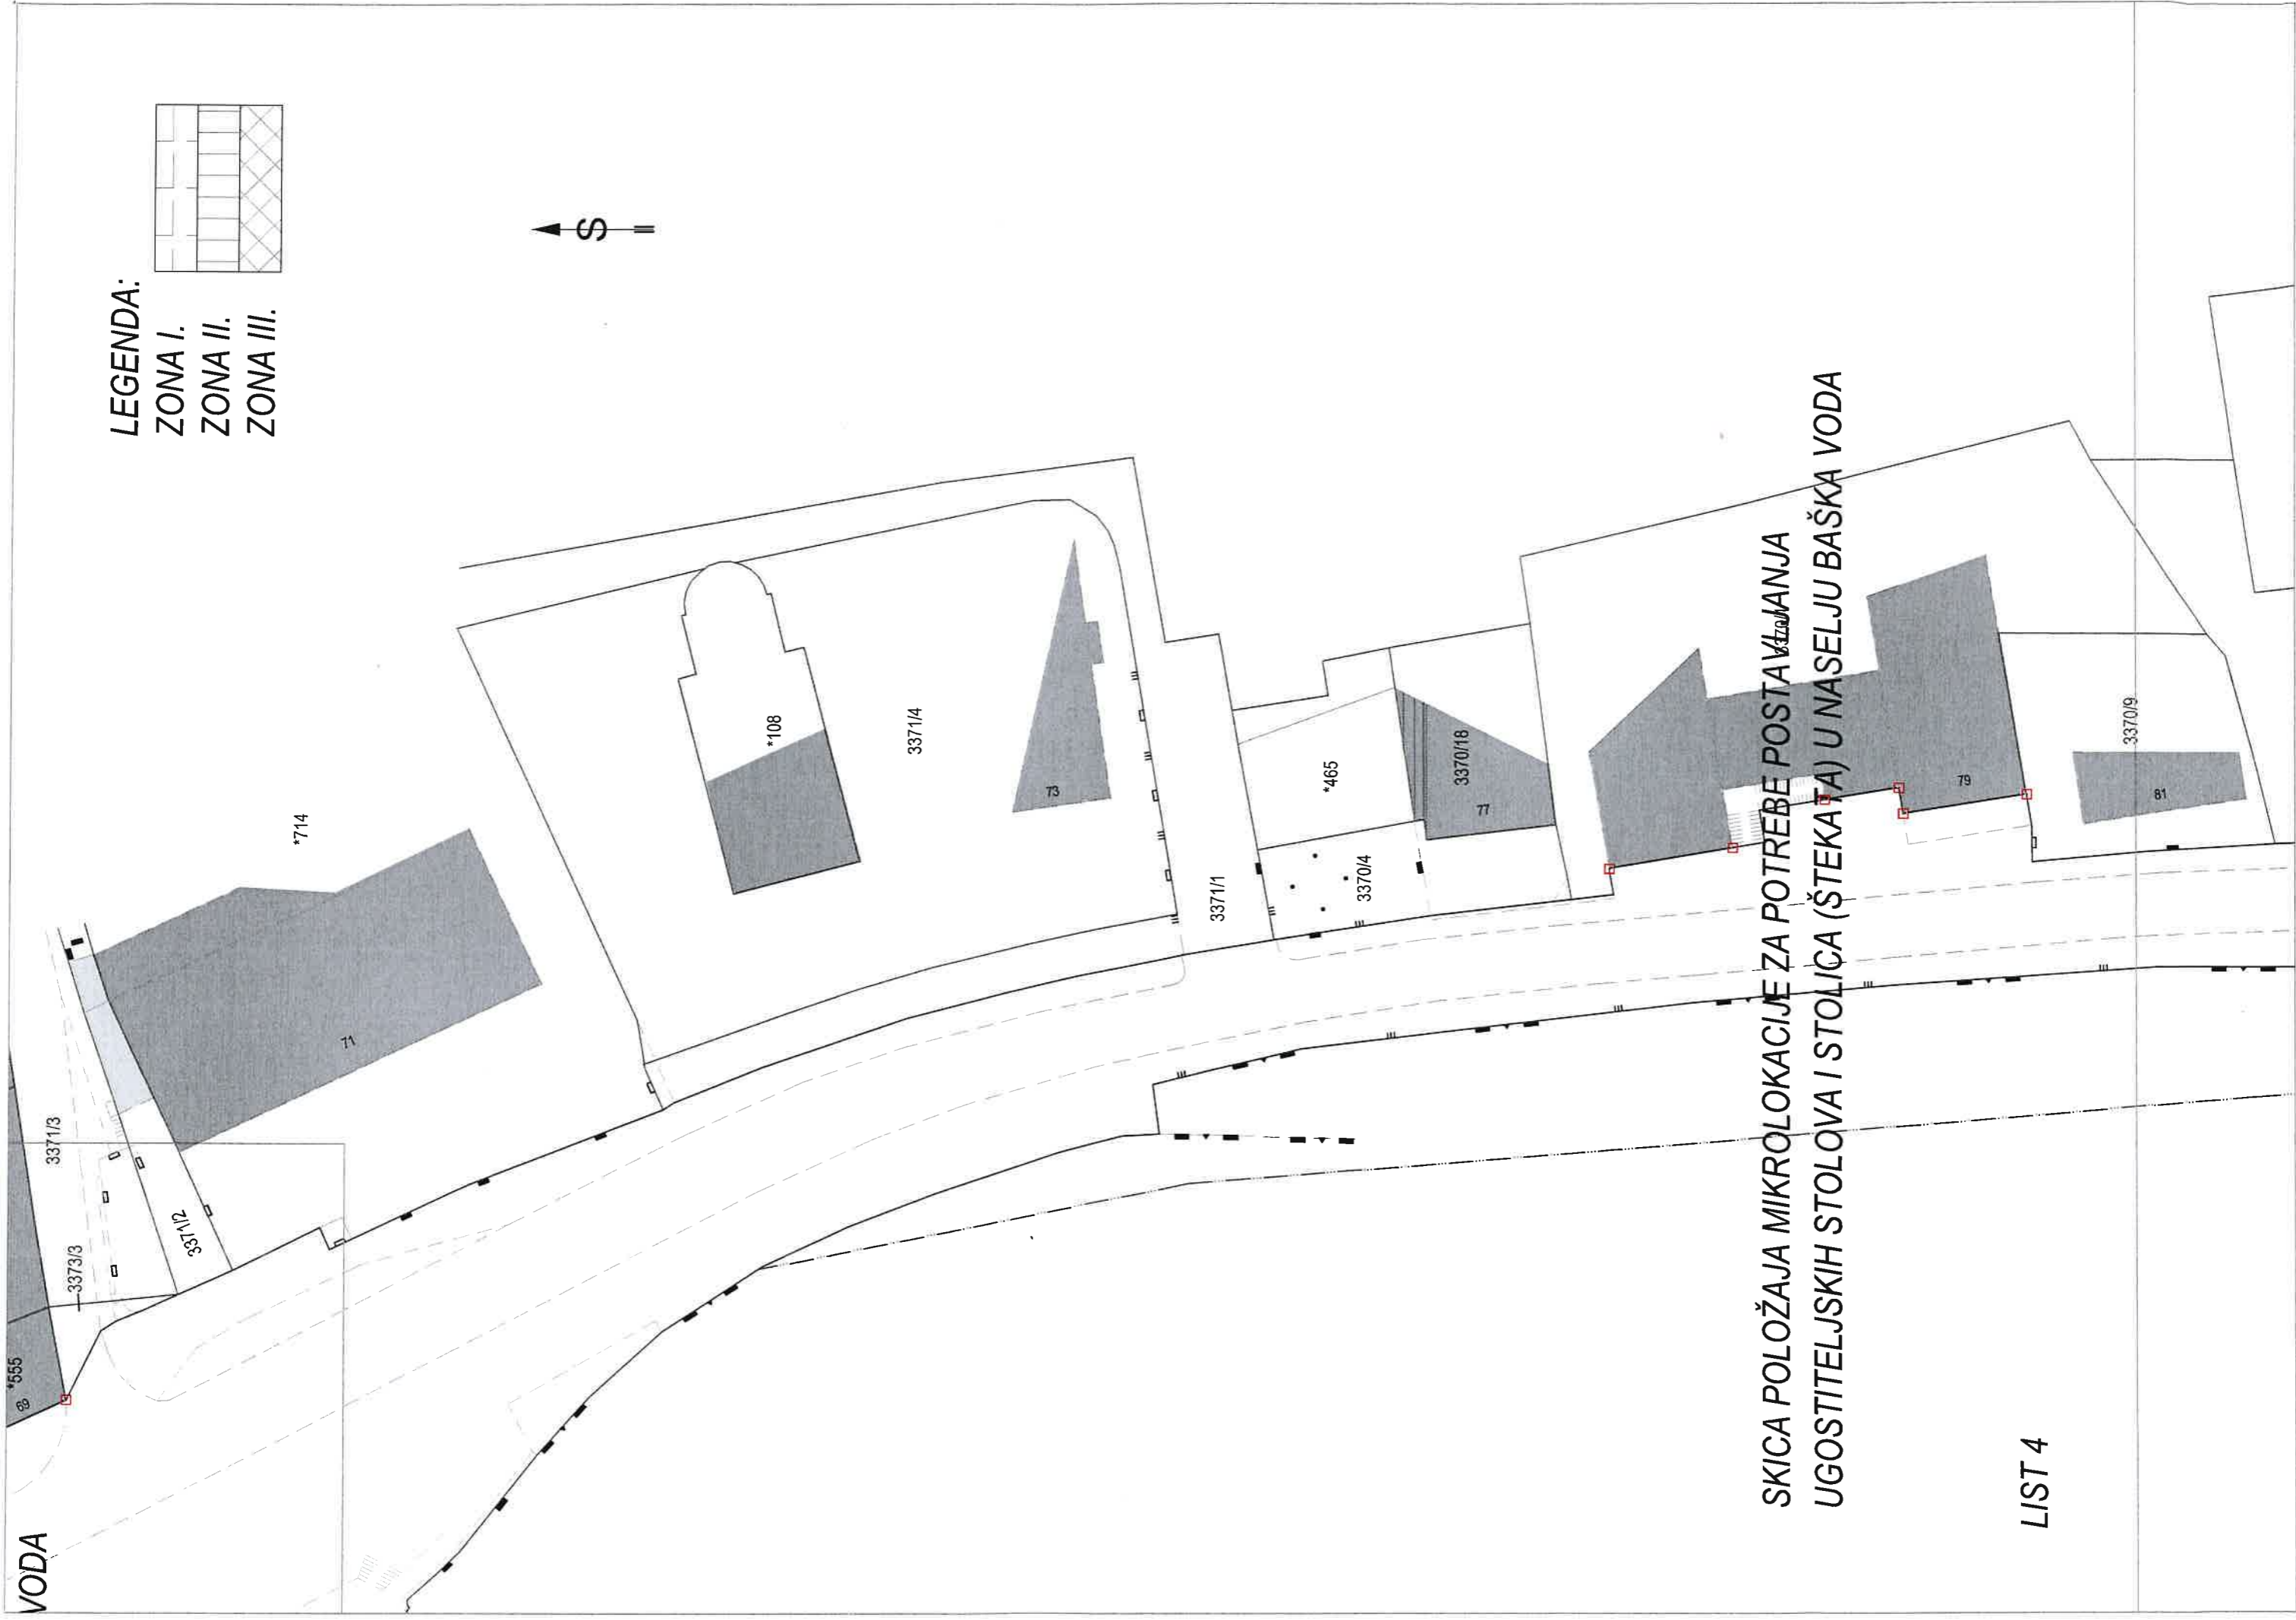 VODA
LEGENDA:
ZONA I.
ZONA II.
ZONA III.
S
*555
69
3371/3
3373/3
3371/2
71
*714
*108
3371/4
73
3371/1
*465
3370/4
3370/18
77
79
3370/9
81
SKICA POLOŽAJA MIKROLOKACIJE ZA POTREBE POSTAVLJANJA
UGOSTITELJSKIH STOLOVA I STOLICA (ŠTEKATA) U NASELJU BAŠKA VODA
LIST 4